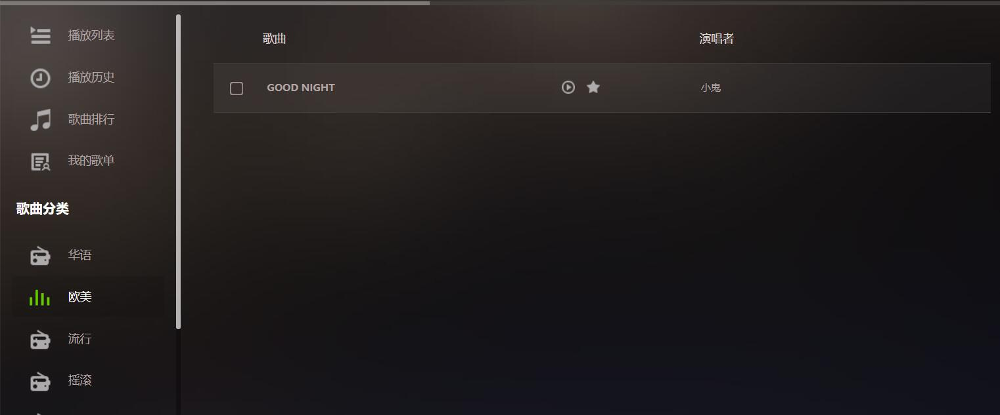 播放列表
播放历史
歌曲排行
我的歌单
歌曲分类
华语
欧美
流行
摇滚
歌曲 演唱者
GOOD NIGHT 小鬼